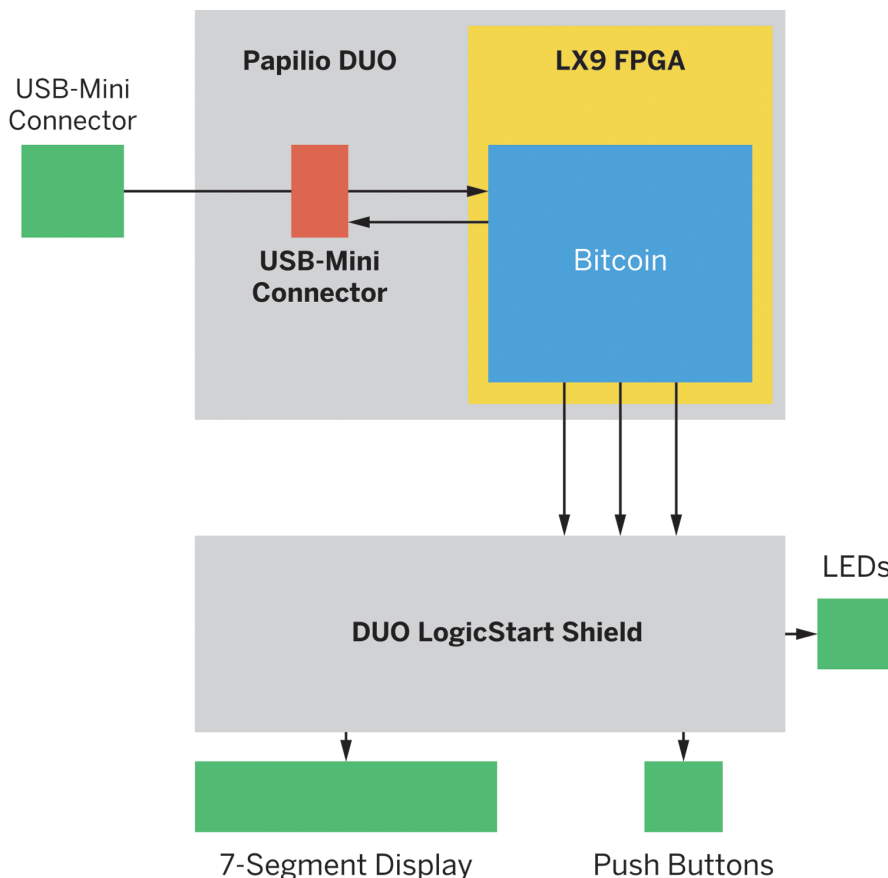 Papilio DUO
LX9 FPGA
USB-Mini
Connector
USB-Mini
Connector
Bitcoin
LEDs
DUO LogicStart Shield
7-Segment Display
Push Buttons